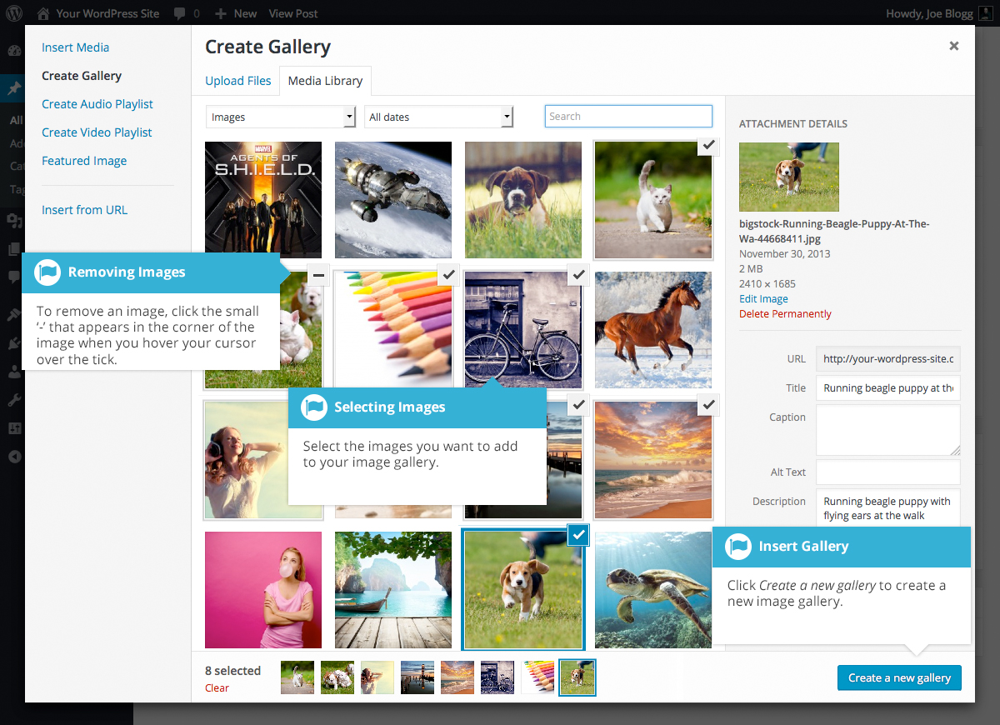 Your WordPress Site
0
New
View Post
Howdy, Joe Blogg
Insert Media
Create Gallery
Create Audio Playlist
Create Video Playlist
Featured Image
Insert from URL
Create Gallery
Upload Files
Media Library
Images
All dates
Search
MARVEL
AGENTS OF
S.H.I.E.L.D.
Removing Images
To remove an image, click the small
‘-’ that appears in the corner of the
image when you hover your cursor
over the tick.
Selecting Images
Select the images you want to add
to your image gallery.
ATTACHMENT DETAILS
bigstock-Running-Beagle-Puppy-At-The-
Wa-44668411.jpg
November 30, 2013
2 MB
2410 × 1685
Edit Image
Delete Permanently
URL
http://your-wordpress-site.c
Title
Running beagle puppy at the
Caption
Alt Text
Description
Running beagle puppy with
flying ears at the walk
Insert Gallery
Click Create a new gallery to create a
new image gallery.
8 selected
Clear
Create a new gallery
All